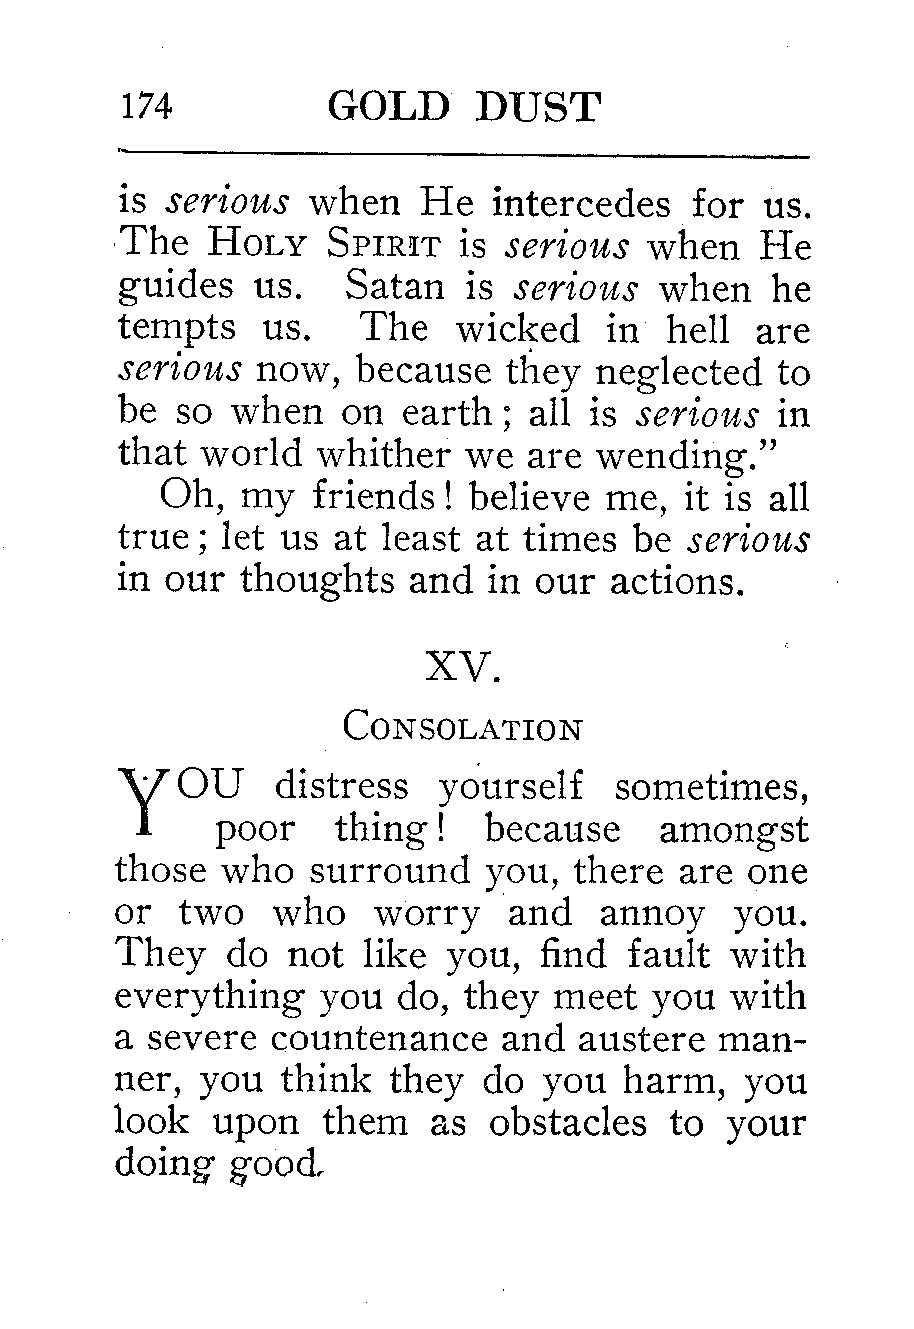 174 GOLD DUST
is serious when He intercedes for us.
The HOLY SPIRIT is serious when He
guides us. Satan is serious when he
tempts us. The wicked in hell are
serious now, because they neglected to
be so when on earth; all is serious in
that world whither we are wending."
Oh, my friends! believe me, it is all
true; let us at least at times be serious
in our thoughts and in our actions.
XV.
CONSOLATION
YOU distress yourself sometimes,
poor thing! because amongst
those who surround you, there are one
or two who worry and annoy you.
They do not like you, find fault with
everything you do, they meet you with
a severe countenance and austere man-
ner, you think they do you harm, you
look upon them as obstacles to your
doing good.